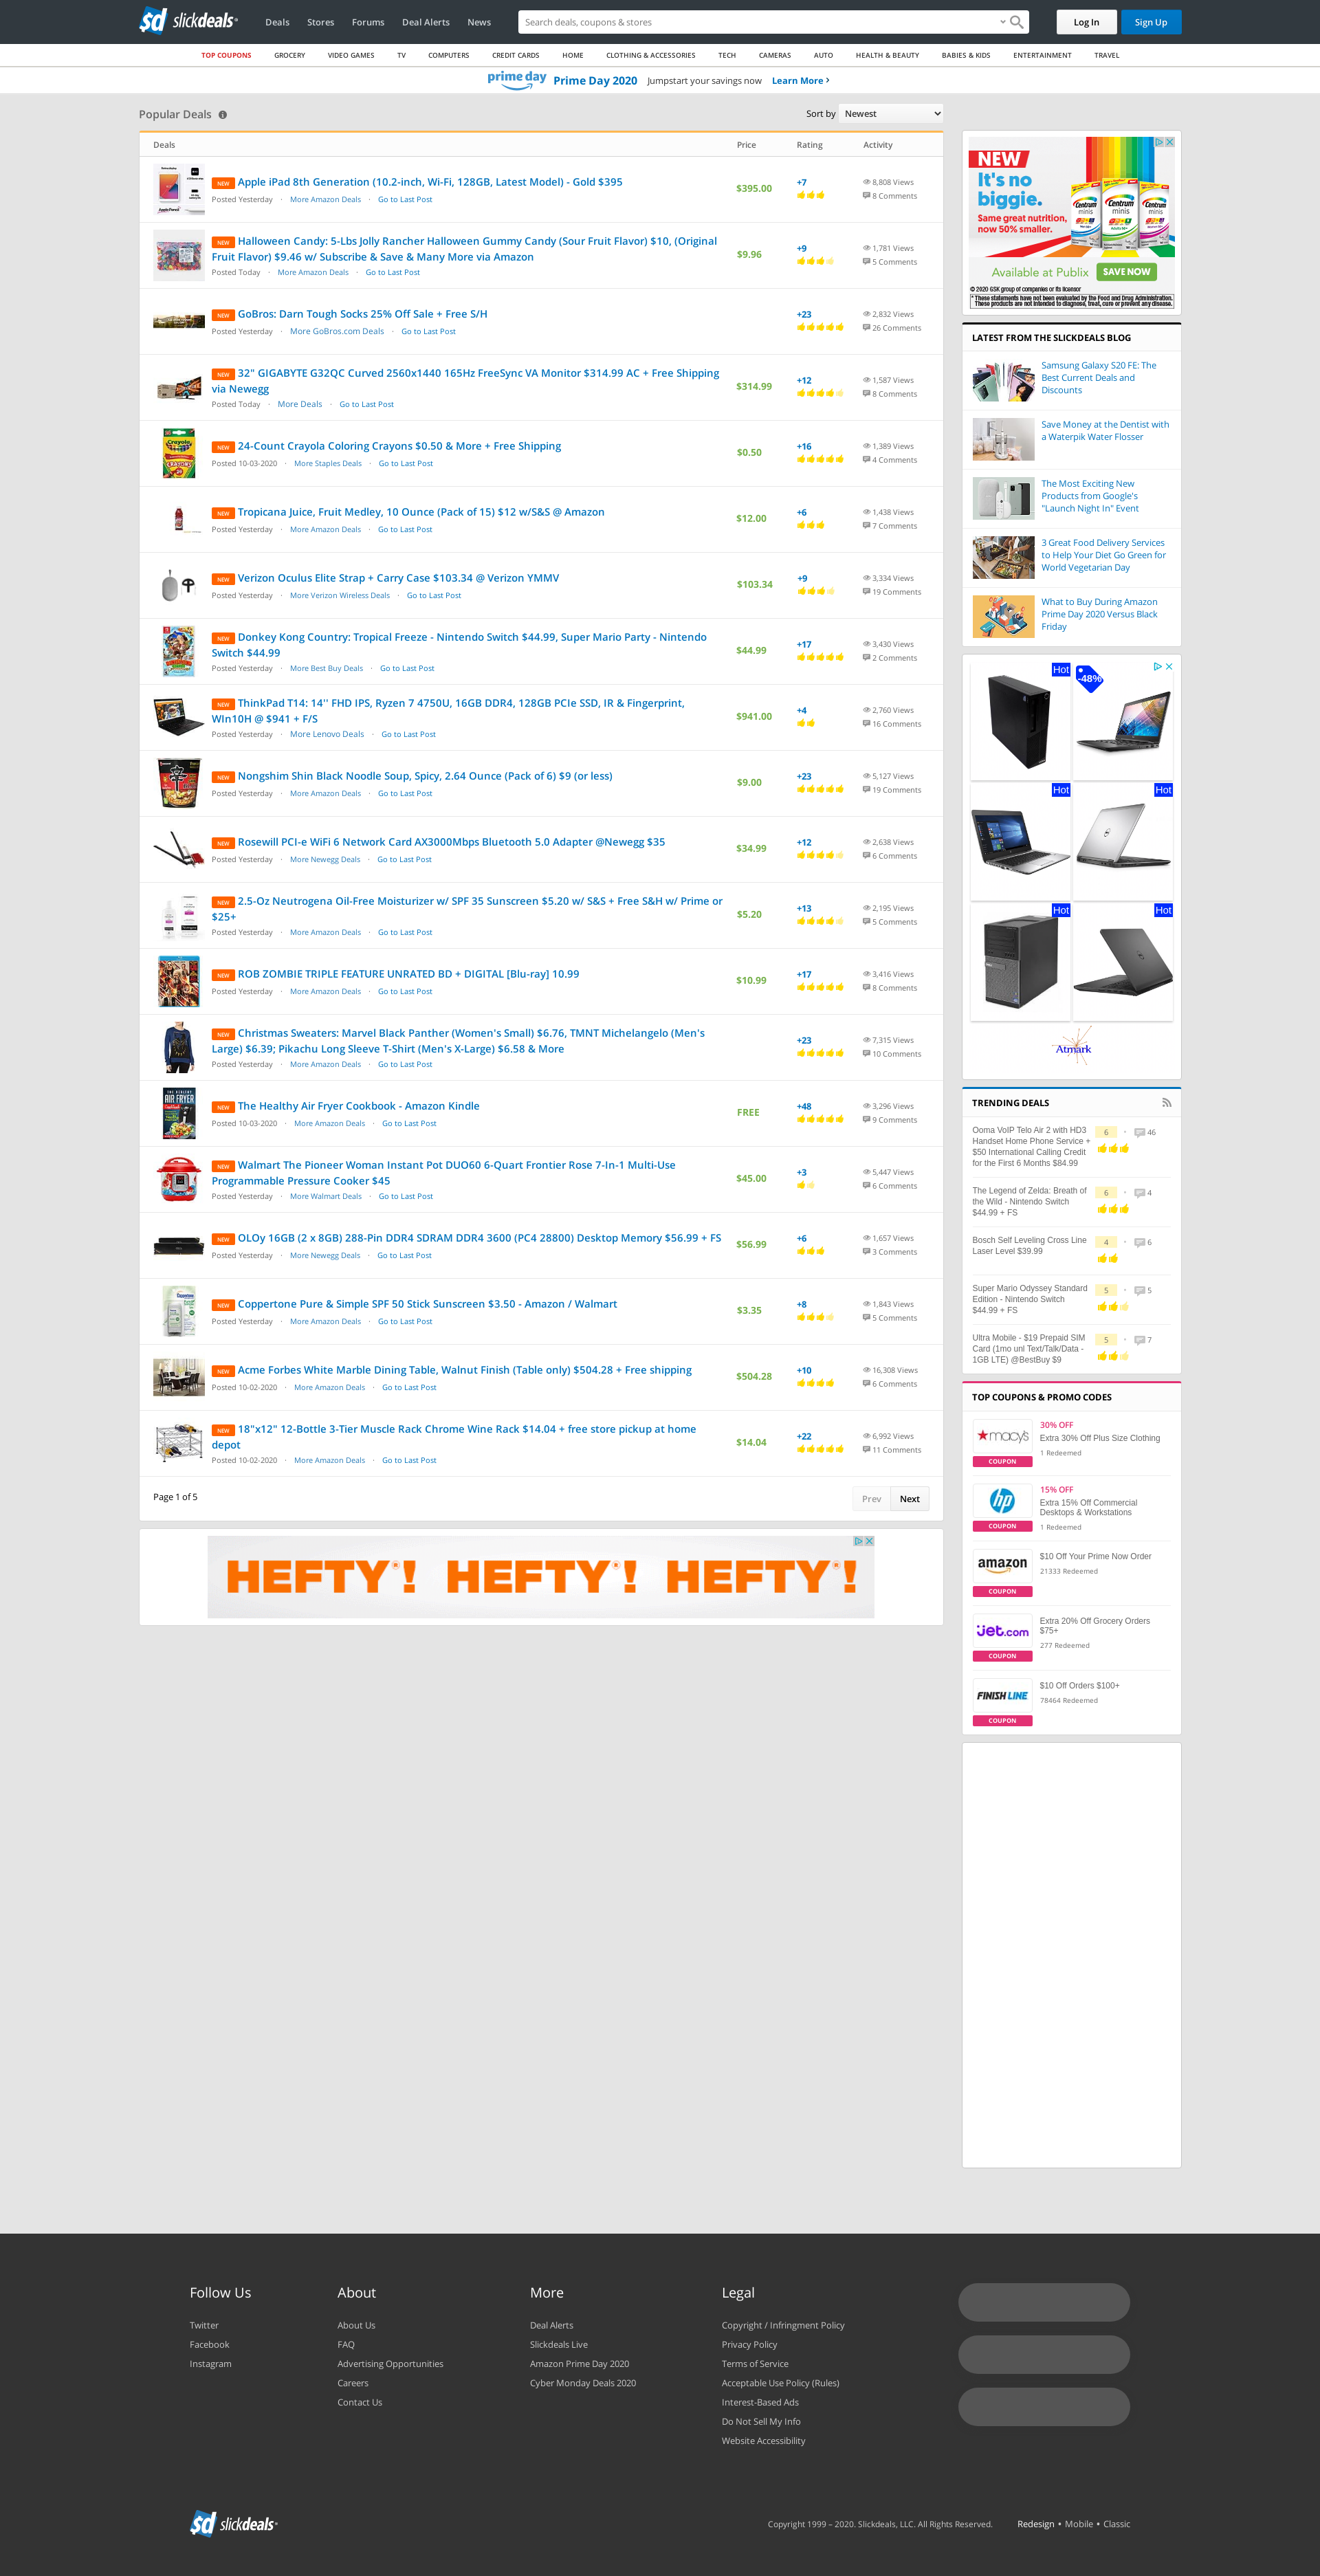 slickdeals
Deals Stores Forums Deal Alerts News
Search deals, coupons & stores
Log In Sign Up
TOP COUPONS GROCERY VIDEO GAMES TV COMPUTERS CREDIT CARDS HOME CLOTHING & ACCESSORIES TECH CAMERAS AUTO HEALTH & BEAUTY BABIES & KIDS ENTERTAINMENT TRAVEL
prime day Prime Day 2020 Jumpstart your savings now Learn More
Popular Deals
Sort by Newest
Deals Price Rating Activity
NEW Apple iPad 8th Generation (10.2-inch, Wi-Fi, 128GB, Latest Model) - Gold $395
Posted Yesterday · More Amazon Deals · Go to Last Post
$395.00 +7 8,808 Views
8 Comments
NEW Halloween Candy: 5-Lbs Jolly Rancher Halloween Gummy Candy (Sour Fruit Flavor) $10, (Original
Fruit Flavor) $9.46 w/ Subscribe & Save & Many More via Amazon
Posted Today · More Amazon Deals · Go to Last Post
$9.96 +9 1,781 Views
5 Comments
NEW GoBros: Darn Tough Socks 25% Off Sale + Free S/H
Posted Yesterday · More GoBros.com Deals · Go to Last Post
+23 2,832 Views
26 Comments
NEW 32" GIGABYTE G32QC Curved 2560x1440 165Hz FreeSync VA Monitor $314.99 AC + Free Shipping
via Newegg
Posted Today · More Deals · Go to Last Post
$314.99 +12 1,587 Views
8 Comments
NEW 24-Count Crayola Coloring Crayons $0.50 & More + Free Shipping
Posted 10-03-2020 · More Staples Deals · Go to Last Post
$0.50 +16 1,389 Views
4 Comments
NEW Tropicana Juice, Fruit Medley, 10 Ounce (Pack of 15) $12 w/S&S @ Amazon
Posted Yesterday · More Amazon Deals · Go to Last Post
$12.00 +6 1,438 Views
7 Comments
NEW Verizon Oculus Elite Strap + Carry Case $103.34 @ Verizon YMMV
Posted Yesterday · More Verizon Wireless Deals · Go to Last Post
$103.34 +9 3,334 Views
19 Comments
NEW Donkey Kong Country: Tropical Freeze - Nintendo Switch $44.99, Super Mario Party - Nintendo
Switch $44.99
Posted Yesterday · More Best Buy Deals · Go to Last Post
$44.99 +17 3,430 Views
2 Comments
NEW ThinkPad T14: 14'' FHD IPS, Ryzen 7 4750U, 16GB DDR4, 128GB PCIe SSD, IR & Fingerprint,
WIn10H @ $941 + F/S
Posted Yesterday · More Lenovo Deals · Go to Last Post
$941.00 +4 2,760 Views
16 Comments
NEW Nongshim Shin Black Noodle Soup, Spicy, 2.64 Ounce (Pack of 6) $9 (or less)
Posted Yesterday · More Amazon Deals · Go to Last Post
$9.00 +23 5,127 Views
19 Comments
NEW Rosewill PCI-e WiFi 6 Network Card AX3000Mbps Bluetooth 5.0 Adapter @Newegg $35
Posted Yesterday · More Newegg Deals · Go to Last Post
$34.99 +12 2,638 Views
6 Comments
NEW 2.5-Oz Neutrogena Oil-Free Moisturizer w/ SPF 35 Sunscreen $5.20 w/ S&S + Free S&H w/ Prime or
$25+
Posted Yesterday · More Amazon Deals · Go to Last Post
$5.20 +13 2,195 Views
5 Comments
NEW ROB ZOMBIE TRIPLE FEATURE UNRATED BD + DIGITAL [Blu-ray] 10.99
Posted Yesterday · More Amazon Deals · Go to Last Post
$10.99 +17 3,416 Views
8 Comments
NEW Christmas Sweaters: Marvel Black Panther (Women's Small) $6.76, TMNT Michelangelo (Men's
Large) $6.39; Pikachu Long Sleeve T-Shirt (Men's X-Large) $6.58 & More
Posted Yesterday · More Amazon Deals · Go to Last Post
+23 7,315 Views
10 Comments
NEW The Healthy Air Fryer Cookbook - Amazon Kindle
Posted 10-03-2020 · More Amazon Deals · Go to Last Post
FREE +48 3,296 Views
9 Comments
NEW Walmart The Pioneer Woman Instant Pot DUO60 6-Quart Frontier Rose 7-In-1 Multi-Use
Programmable Pressure Cooker $45
Posted Yesterday · More Walmart Deals · Go to Last Post
$45.00 +3 5,447 Views
6 Comments
NEW OLOy 16GB (2 x 8GB) 288-Pin DDR4 SDRAM DDR4 3600 (PC4 28800) Desktop Memory $56.99 + FS
Posted Yesterday · More Newegg Deals · Go to Last Post
$56.99 +6 1,657 Views
3 Comments
NEW Coppertone Pure & Simple SPF 50 Stick Sunscreen $3.50 - Amazon / Walmart
Posted Yesterday · More Amazon Deals · Go to Last Post
$3.35 +8 1,843 Views
5 Comments
NEW Acme Forbes White Marble Dining Table, Walnut Finish (Table only) $504.28 + Free shipping
Posted 10-02-2020 · More Amazon Deals · Go to Last Post
$504.28 +10 16,308 Views
6 Comments
NEW 18"x12" 12-Bottle 3-Tier Muscle Rack Chrome Wine Rack $14.04 + free store pickup at home
depot
Posted 10-02-2020 · More Amazon Deals · Go to Last Post
$14.04 +22 6,992 Views
11 Comments
Page 1 of 5
Prev Next
HEFTY! HEFTY! HEFTY!
NEW
It's no
biggie.
Same great nutrition,
now 50% smaller.
Centrum minis Centrum minis Centrum minis
Available at Publix SAVE NOW
© 2020 GSK group of companies or its licensor
* These statements have not been evaluated by the Food and Drug Administration.
These products are not intended to diagnose, treat, cure or prevent any disease.
LATEST FROM THE SLICKDEALS BLOG
Samsung Galaxy S20 FE: The
Best Current Deals and
Discounts
Save Money at the Dentist with
a Waterpik Water Flosser
The Most Exciting New
Products from Google's
"Launch Night In" Event
3 Great Food Delivery Services
to Help Your Diet Go Green for
World Vegetarian Day
What to Buy During Amazon
Prime Day 2020 Versus Black
Friday
Hot -48%
Hot Hot
Hot Hot
Atmark
TRENDING DEALS
Ooma VoIP Telo Air 2 with HD3
Handset Home Phone Service +
$50 International Calling Credit
for the First 6 Months $84.99
6 · 46
The Legend of Zelda: Breath of
the Wild - Nintendo Switch
$44.99 + FS
6 · 4
Bosch Self Leveling Cross Line
Laser Level $39.99
4 · 6
Super Mario Odyssey Standard
Edition - Nintendo Switch
$44.99 + FS
5 · 5
Ultra Mobile - $19 Prepaid SIM
Card (1mo unl Text/Talk/Data -
1GB LTE) @BestBuy $9
5 · 7
TOP COUPONS & PROMO CODES
macy's
COUPON
30% OFF
Extra 30% Off Plus Size Clothing
1 Redeemed
hp
COUPON
15% OFF
Extra 15% Off Commercial
Desktops & Workstations
1 Redeemed
amazon
COUPON
$10 Off Your Prime Now Order
21333 Redeemed
Jet.com
COUPON
Extra 20% Off Grocery Orders
$75+
277 Redeemed
FINISH LINE
COUPON
$10 Off Orders $100+
78464 Redeemed
Follow Us
Twitter
Facebook
Instagram
About
About Us
FAQ
Advertising Opportunities
Careers
Contact Us
More
Deal Alerts
Slickdeals Live
Amazon Prime Day 2020
Cyber Monday Deals 2020
Legal
Copyright / Infringment Policy
Privacy Policy
Terms of Service
Acceptable Use Policy (Rules)
Interest-Based Ads
Do Not Sell My Info
Website Accessibility
slickdeals
Copyright 1999 – 2020. Slickdeals, LLC. All Rights Reserved.
Redesign • Mobile • Classic